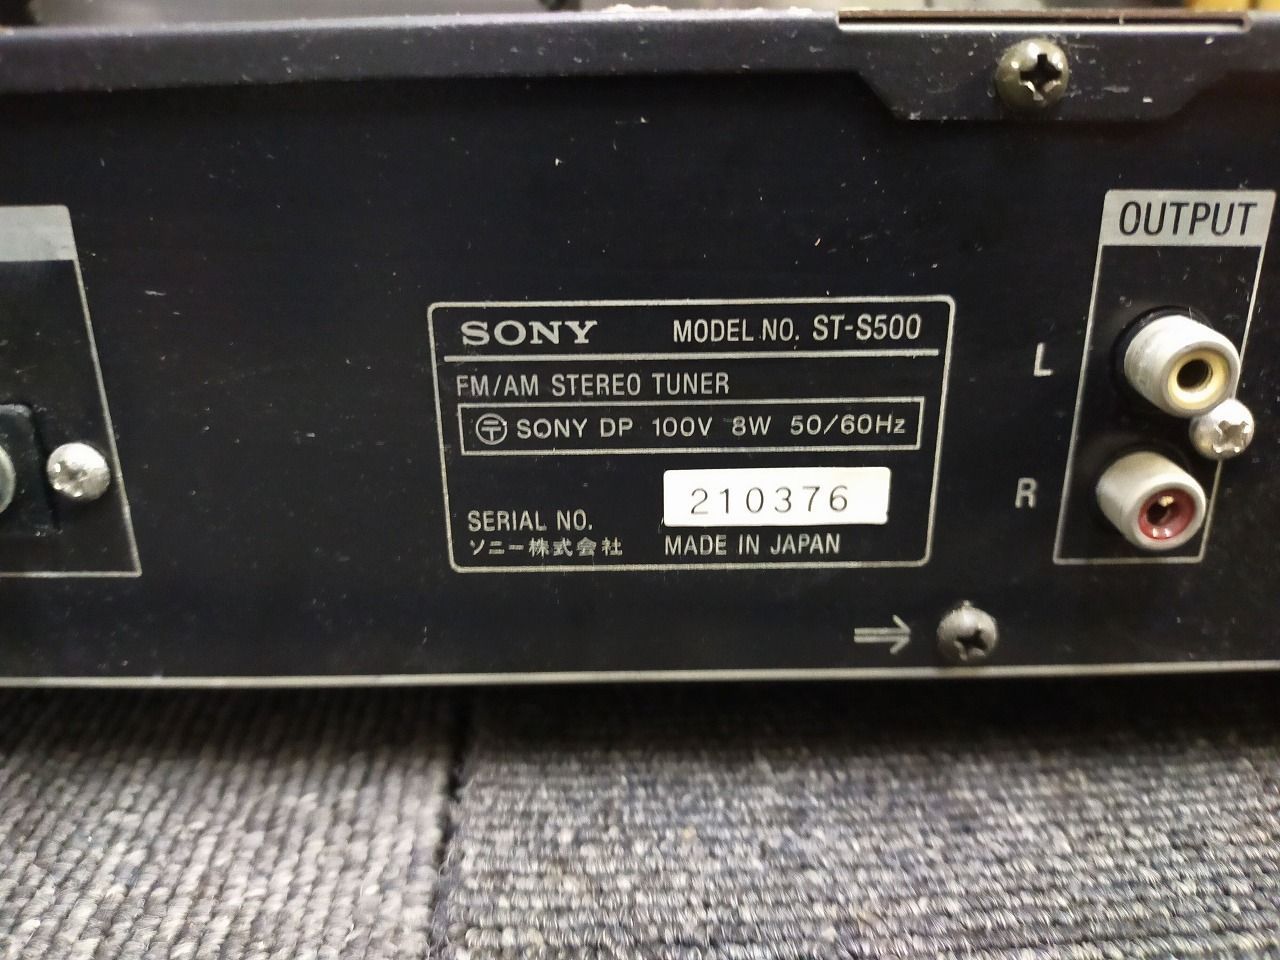 SONY MODEL NO. ST-S500
FM/AM STEREO TUNER
〒 SONY DP 100V 8W 50/60Hz
SERIAL NO. 210376
ソニー株式会社 MADE IN JAPAN
OUTPUT
L
R